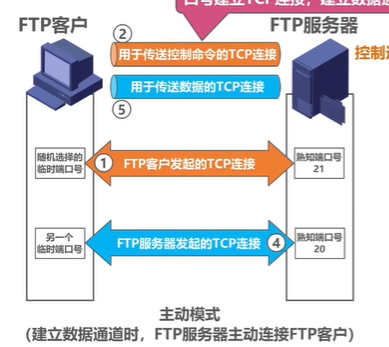 口号建立TCP连接，建立数据通
FTP客户
FTP服务器
②
用于传送控制命令的TCP连接
控制通
用于传送数据的TCP连接
⑤
随机选择的
临时端口号
① FTP客户发起的TCP连接
熟知端口号
21
另一个
临时端口号
FTP服务器发起的TCP连接 ④
熟知端口号
20
主动模式
(建立数据通道时，FTP服务器主动连接FTP客户)